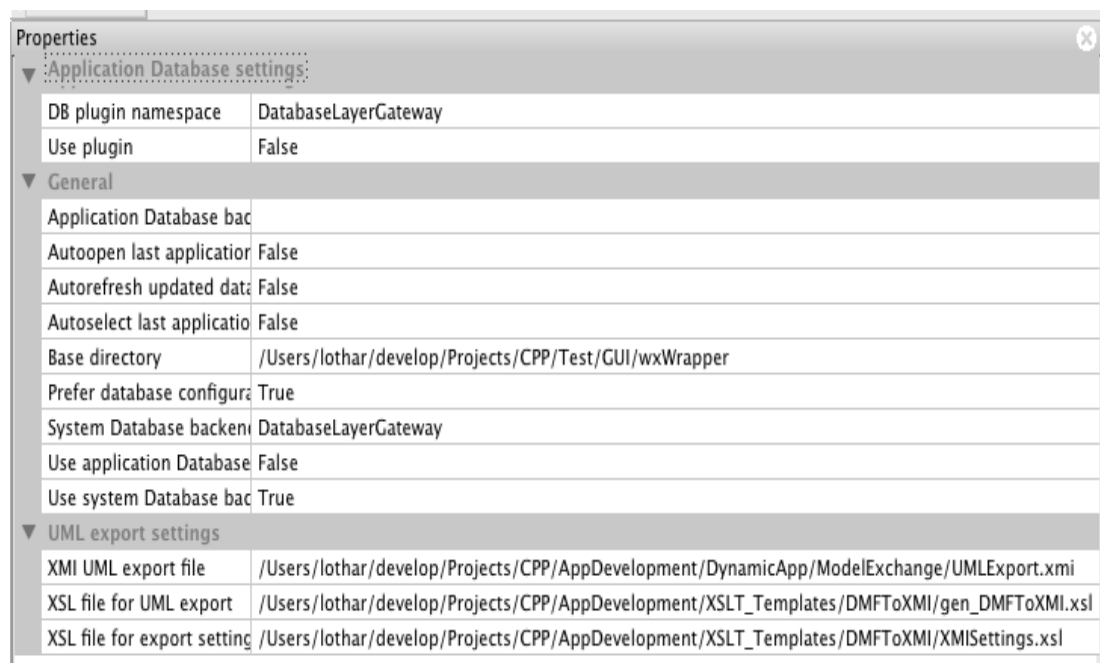 Properties
Application Database settings
DB plugin namespace DatabaseLayerGateway
Use plugin False
General
Application Database bac
Autoopen last application False
Autorefresh updated data False
Autoselect last applicatio False
Base directory /Users/lothar/develop/Projects/CPP/Test/GUI/wxWrapper
Prefer database configura True
System Database backend DatabaseLayerGateway
Use application Database False
Use system Database bac True
UML export settings
XMI UML export file /Users/lothar/develop/Projects/CPP/AppDevelopment/DynamicApp/ModelExchange/UMLExport.xmi
XSL file for UML export /Users/lothar/develop/Projects/CPP/AppDevelopment/XSLT_Templates/DMFToXMI/gen_DMFToXMI.xsl
XSL file for export setting /Users/lothar/develop/Projects/CPP/AppDevelopment/XSLT_Templates/DMFToXMI/XMISettings.xsl